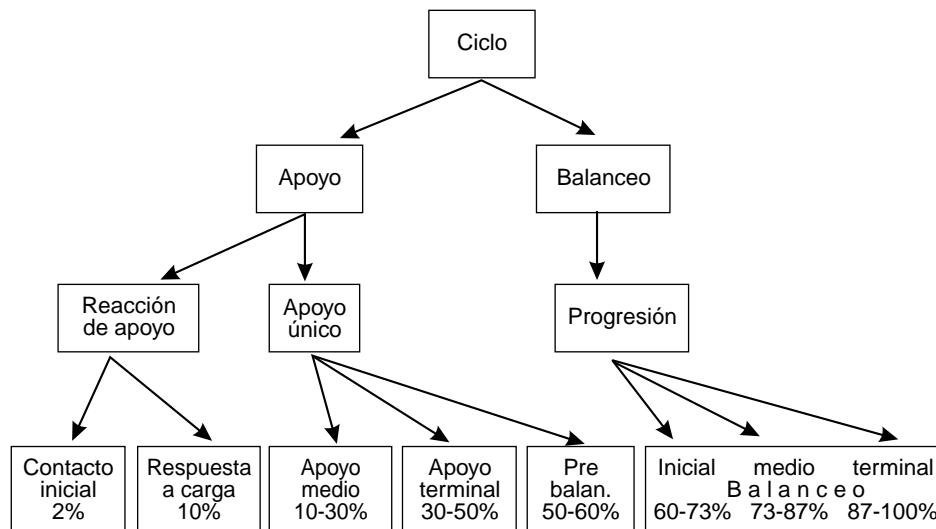 Ciclo
Apoyo
Balanceo
Reacción
de apoyo
Apoyo
único
Progresión
Contacto
inicial
2%
Respuesta
a carga
10%
Apoyo
medio
10-30%
Apoyo
terminal
30-50%
Pre
balan.
50-60%
Inicial medio terminal
Balanceo
60-73% 73-87% 87-100%